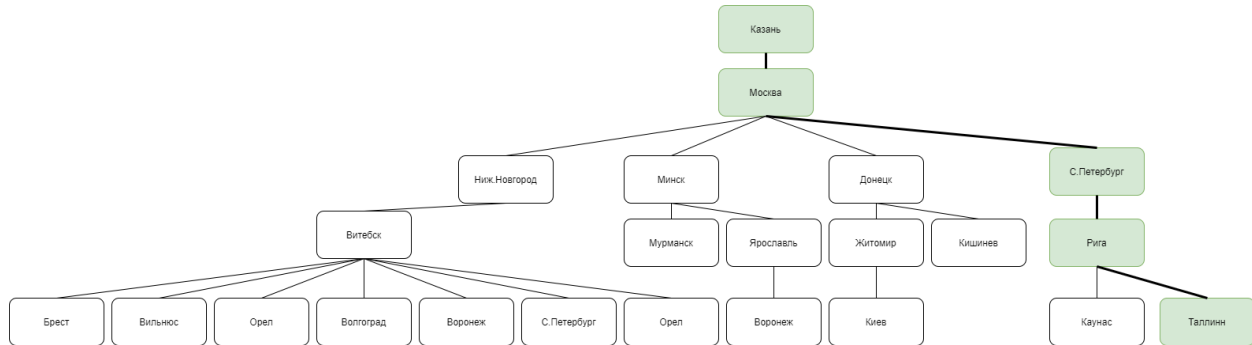 Казань
Москва
Ниж.Новгород
Минск
Донецк
С.Петербург
Витебск
Мурманск
Ярославль
Житомир
Кишинев
Рига
Брест
Вильнюс
Орел
Волгоград
Воронеж
С.Петербург
Орел
Воронеж
Киев
Каунас
Таллинн